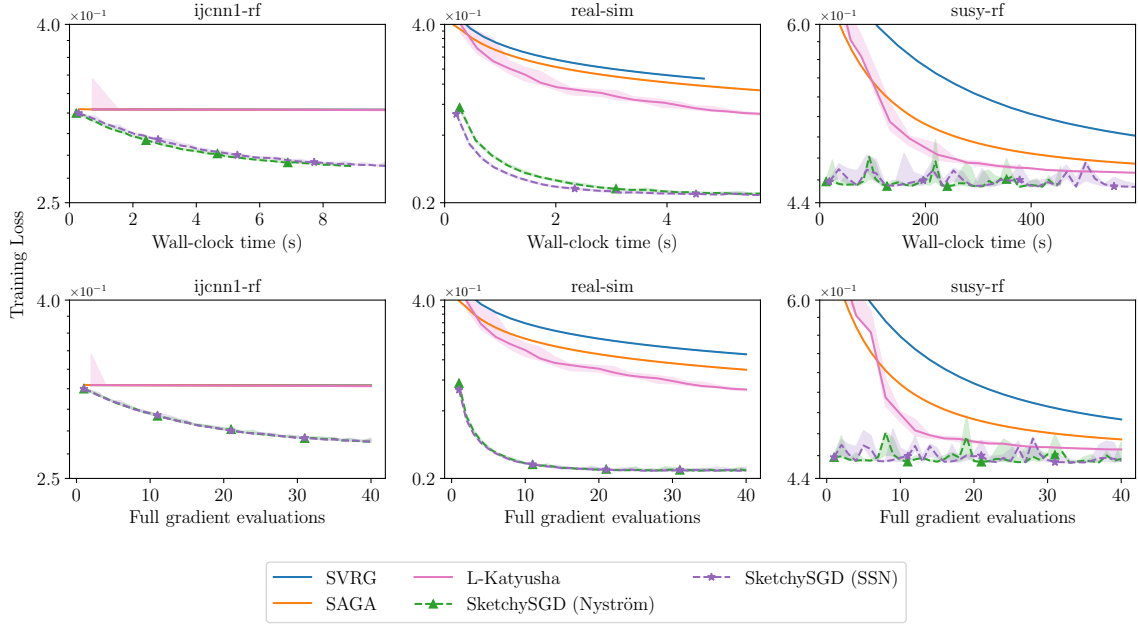 ijcnn1-rf
real-sim
susy-rf
×10⁻¹
×10⁻¹
×10⁻¹
4.0
2.5
4.0
0.2
6.0
4.4
0 2 4 6 8
0 2 4
0 200 400
Wall-clock time (s)
Wall-clock time (s)
Wall-clock time (s)
Training Loss
ijcnn1-rf
real-sim
susy-rf
×10⁻¹
×10⁻¹
×10⁻¹
4.0
2.5
4.0
0.2
6.0
4.4
0 10 20 30 40
0 10 20 30 40
0 10 20 30 40
Full gradient evaluations
Full gradient evaluations
Full gradient evaluations
SVRG
SAGA
L-Katyusha
SketchySGD (Nyström)
SketchySGD (SSN)